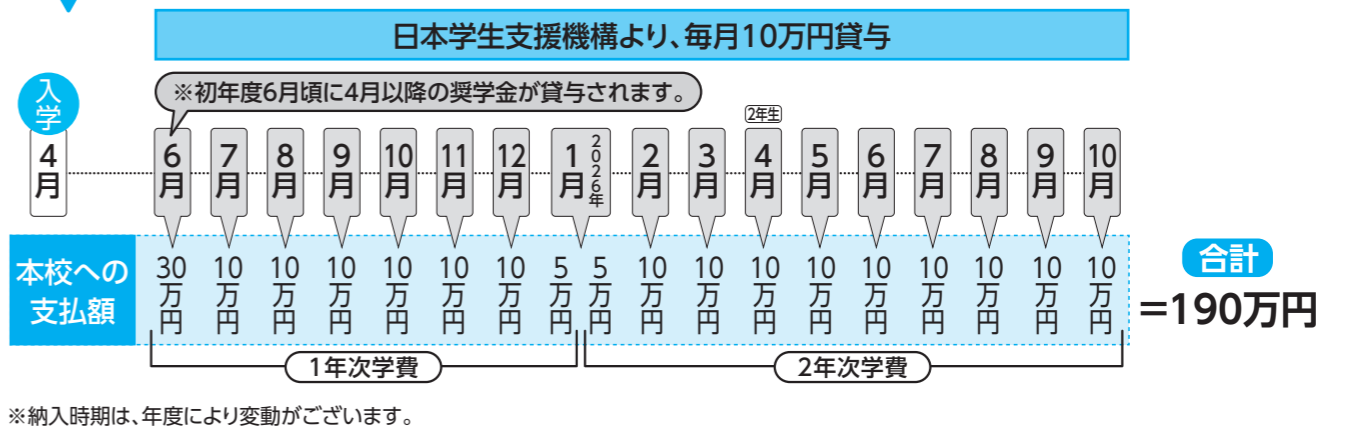 日本学生支援機構より、毎月10万円貸与
入学
※初年度6月頃に4月以降の奨学金が貸与されます。
2年生
4月 6月 7月 8月 9月 10月 11月 12月 1月 2026年 2月 3月 4月 5月 6月 7月 8月 9月 10月
本校への
支払額
30万円 10万円 10万円 10万円 10万円 10万円 10万円 5万円 5万円 10万円 10万円 10万円 10万円 10万円 10万円 10万円 10万円 10万円
合計
=190万円
1年次学費 2年次学費
※納入時期は、年度により変動がございます。